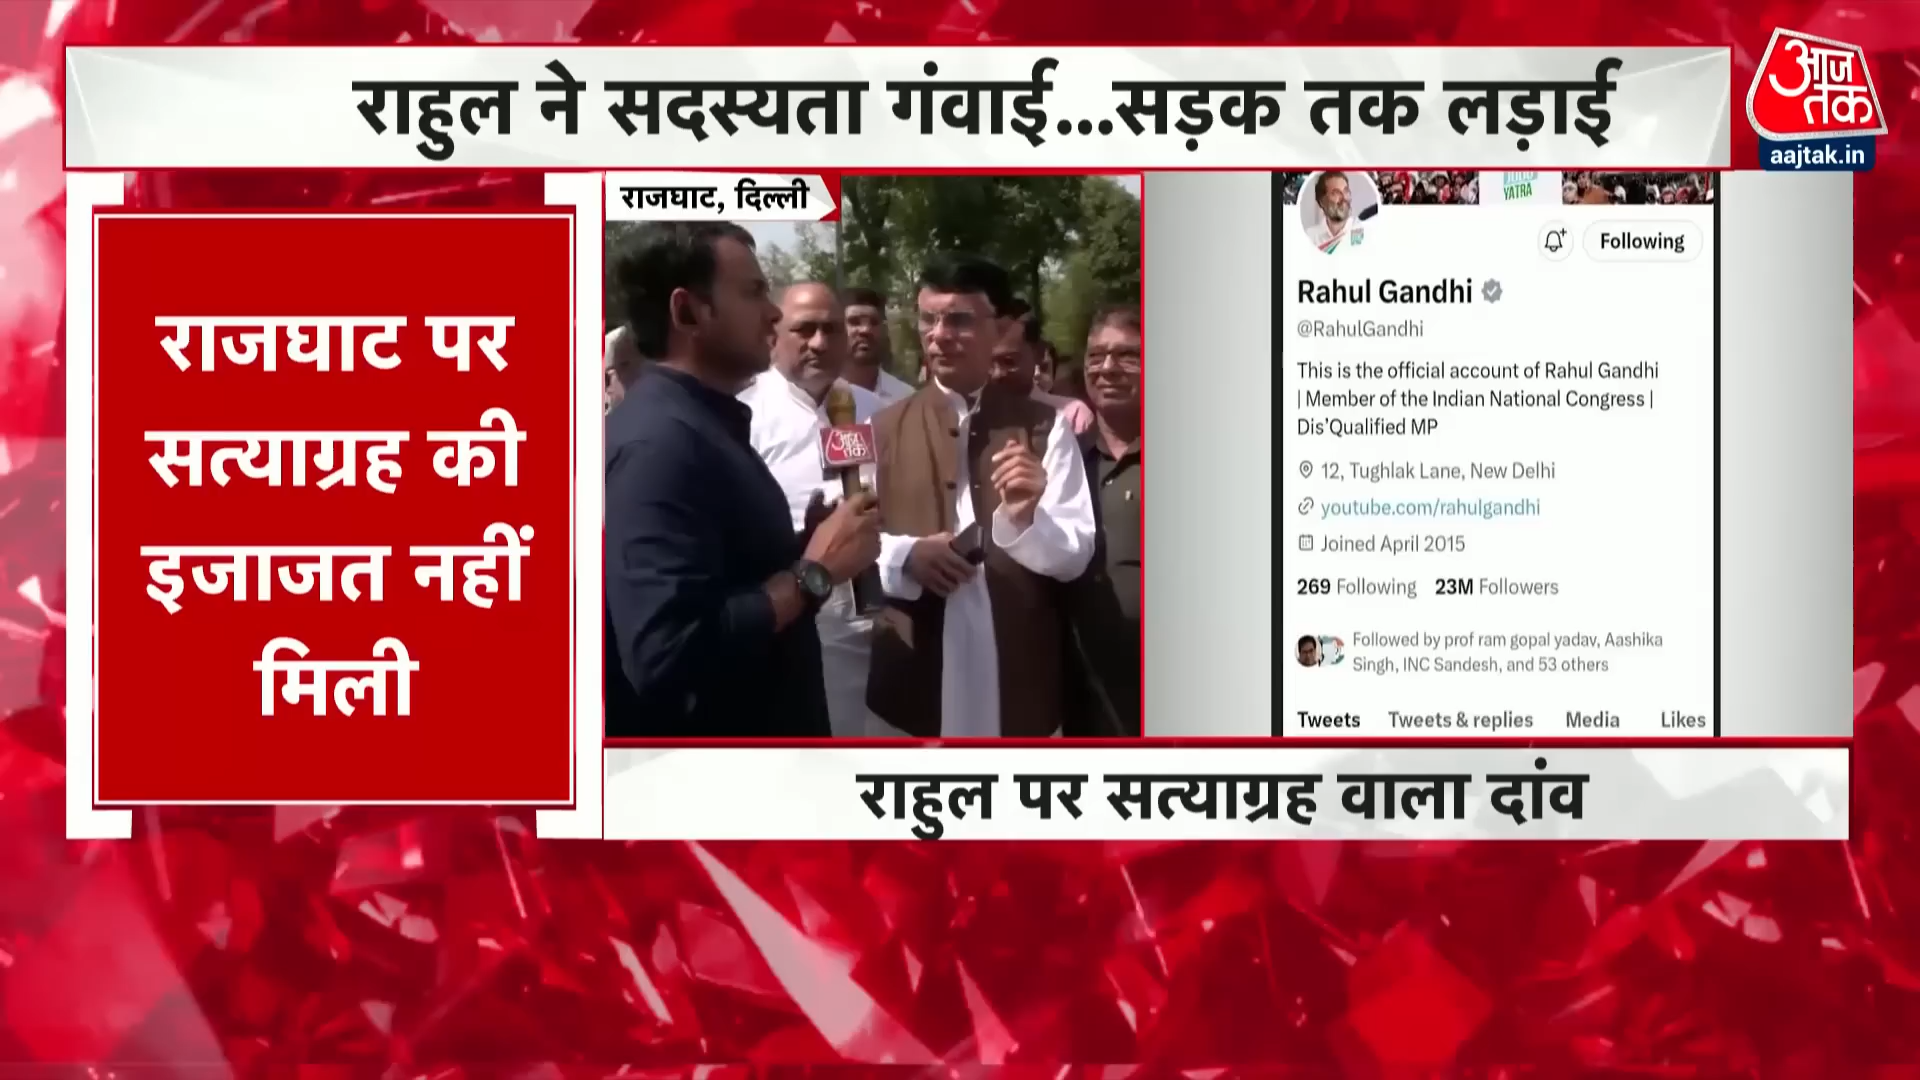 राहुल ने सदस्यता गंवाई...सड़क तक लड़ाई
आज
तक
aajtak.in
राजघाट पर
सत्याग्रह की
इजाजत नहीं
मिली
राजघाट, दिल्ली
आज
तक
YATRA
Following
Rahul Gandhi
@RahulGandhi
This is the official account of Rahul Gandhi
| Member of the Indian National Congress |
Dis'Qualified MP
12, Tughlak Lane, New Delhi
youtube.com/rahulgandhi
Joined April 2015
269 Following 23M Followers
Followed by prof ram gopal yadav, Aashika
Singh, INC Sandesh, and 53 others
Tweets Tweets & replies Media Likes
राहुल पर सत्याग्रह वाला दांव